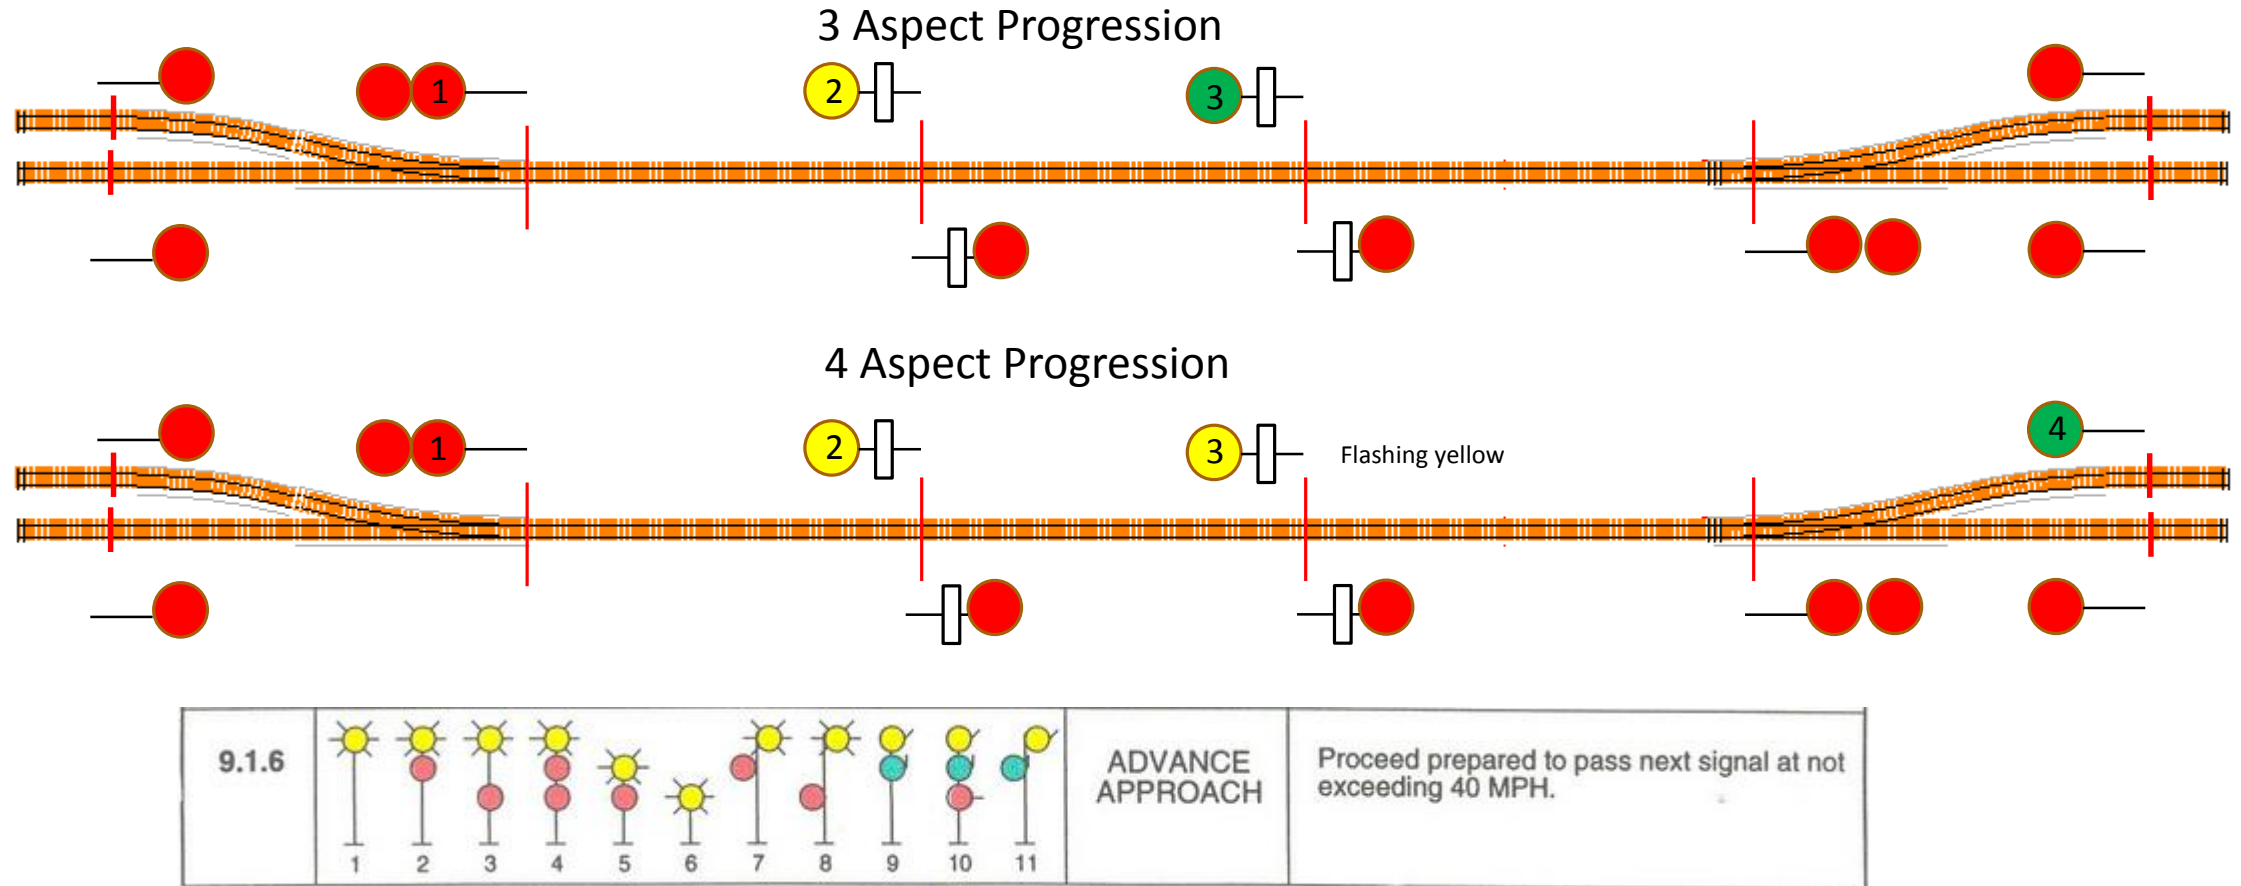 3 Aspect Progression
1
2
3
4 Aspect Progression
4
1
2
3
Flashing yellow
9.1.6
ADVANCE
APPROACH
Proceed prepared to pass next signal at not
exceeding 40 MPH.
1 2 3 4 5 6 7 8 9 10 11